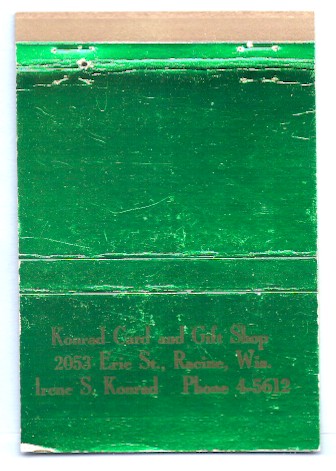 Konrad Card and Gift Shop
2053 Erie St., Racine, Wis.
Irene S. Konrad Phone 4-5612